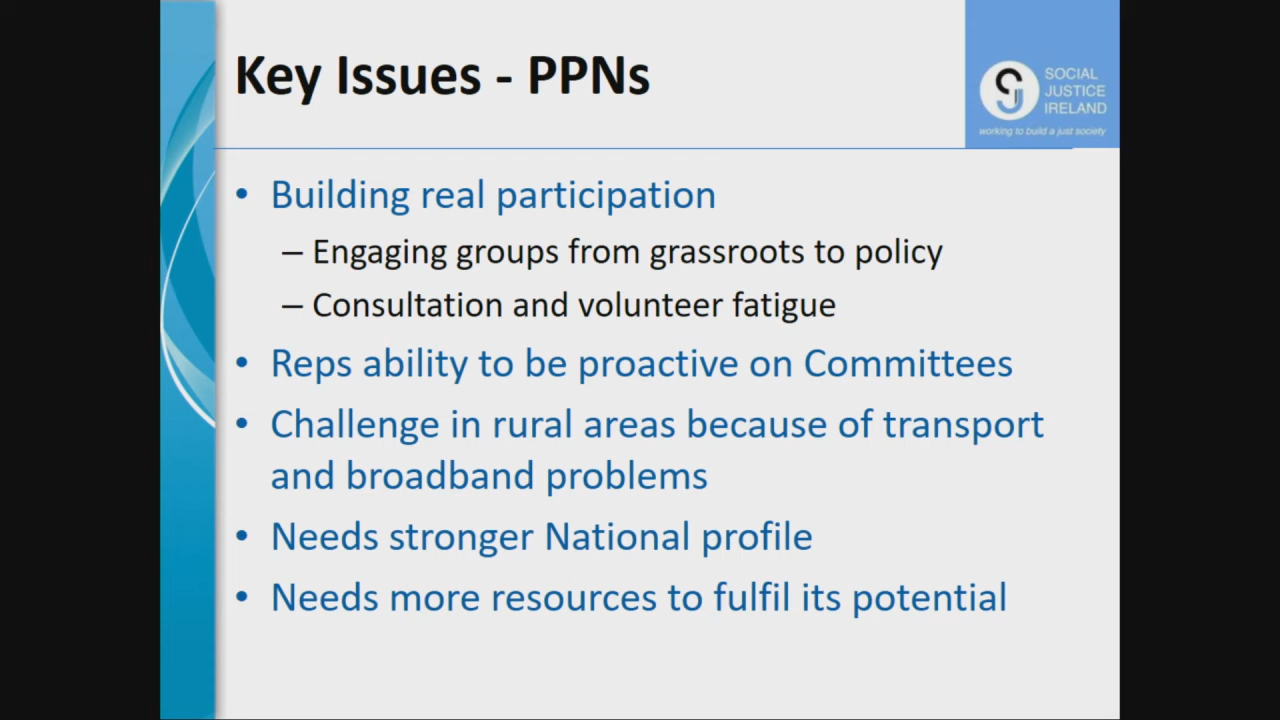 Key Issues - PPNs
SOCIAL
JUSTICE
IRELAND
working to build a just society
• Building real participation
– Engaging groups from grassroots to policy
– Consultation and volunteer fatigue
• Reps ability to be proactive on Committees
• Challenge in rural areas because of transport
and broadband problems
• Needs stronger National profile
• Needs more resources to fulfil its potential